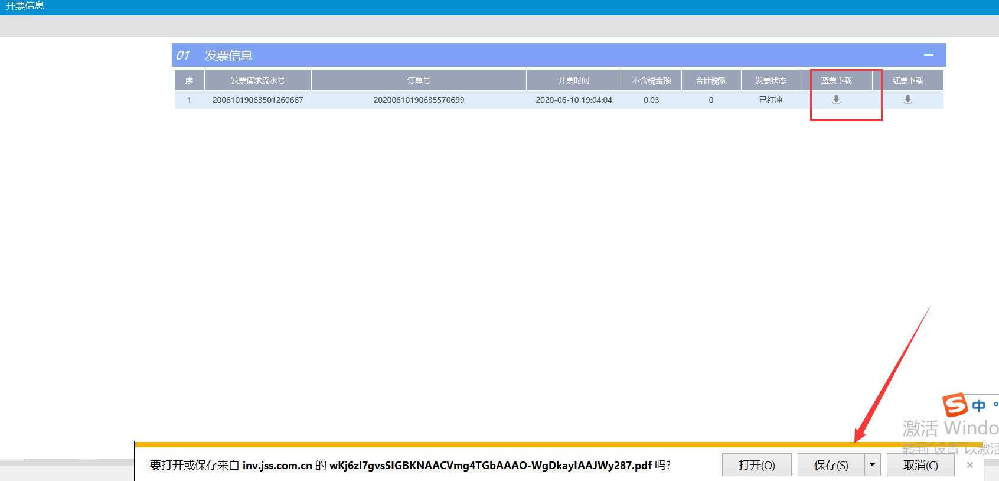 开票信息
01 发票信息
序 发票请求流水号 订单号 开票时间 不含税金额 合计税额 发票状态 蓝票下载 红票下载
1 20061019063501260667 20200610190635570699 2020-06-10 19:04:04 0.03 0 已红冲
中
激活 Windo
转到"设置"以激活
要打开或保存来自 inv.jss.com.cn 的 wKj6zl7gvsSIGBKNAACVmg4TGbAAAO-WgDkayIAAJWy287.pdf 吗? 打开(O) 保存(S) 取消(C) ×